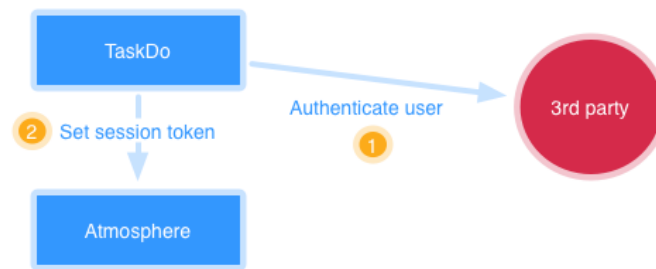 TaskDo
Authenticate user
1
3rd party
2
Set session token
Atmosphere